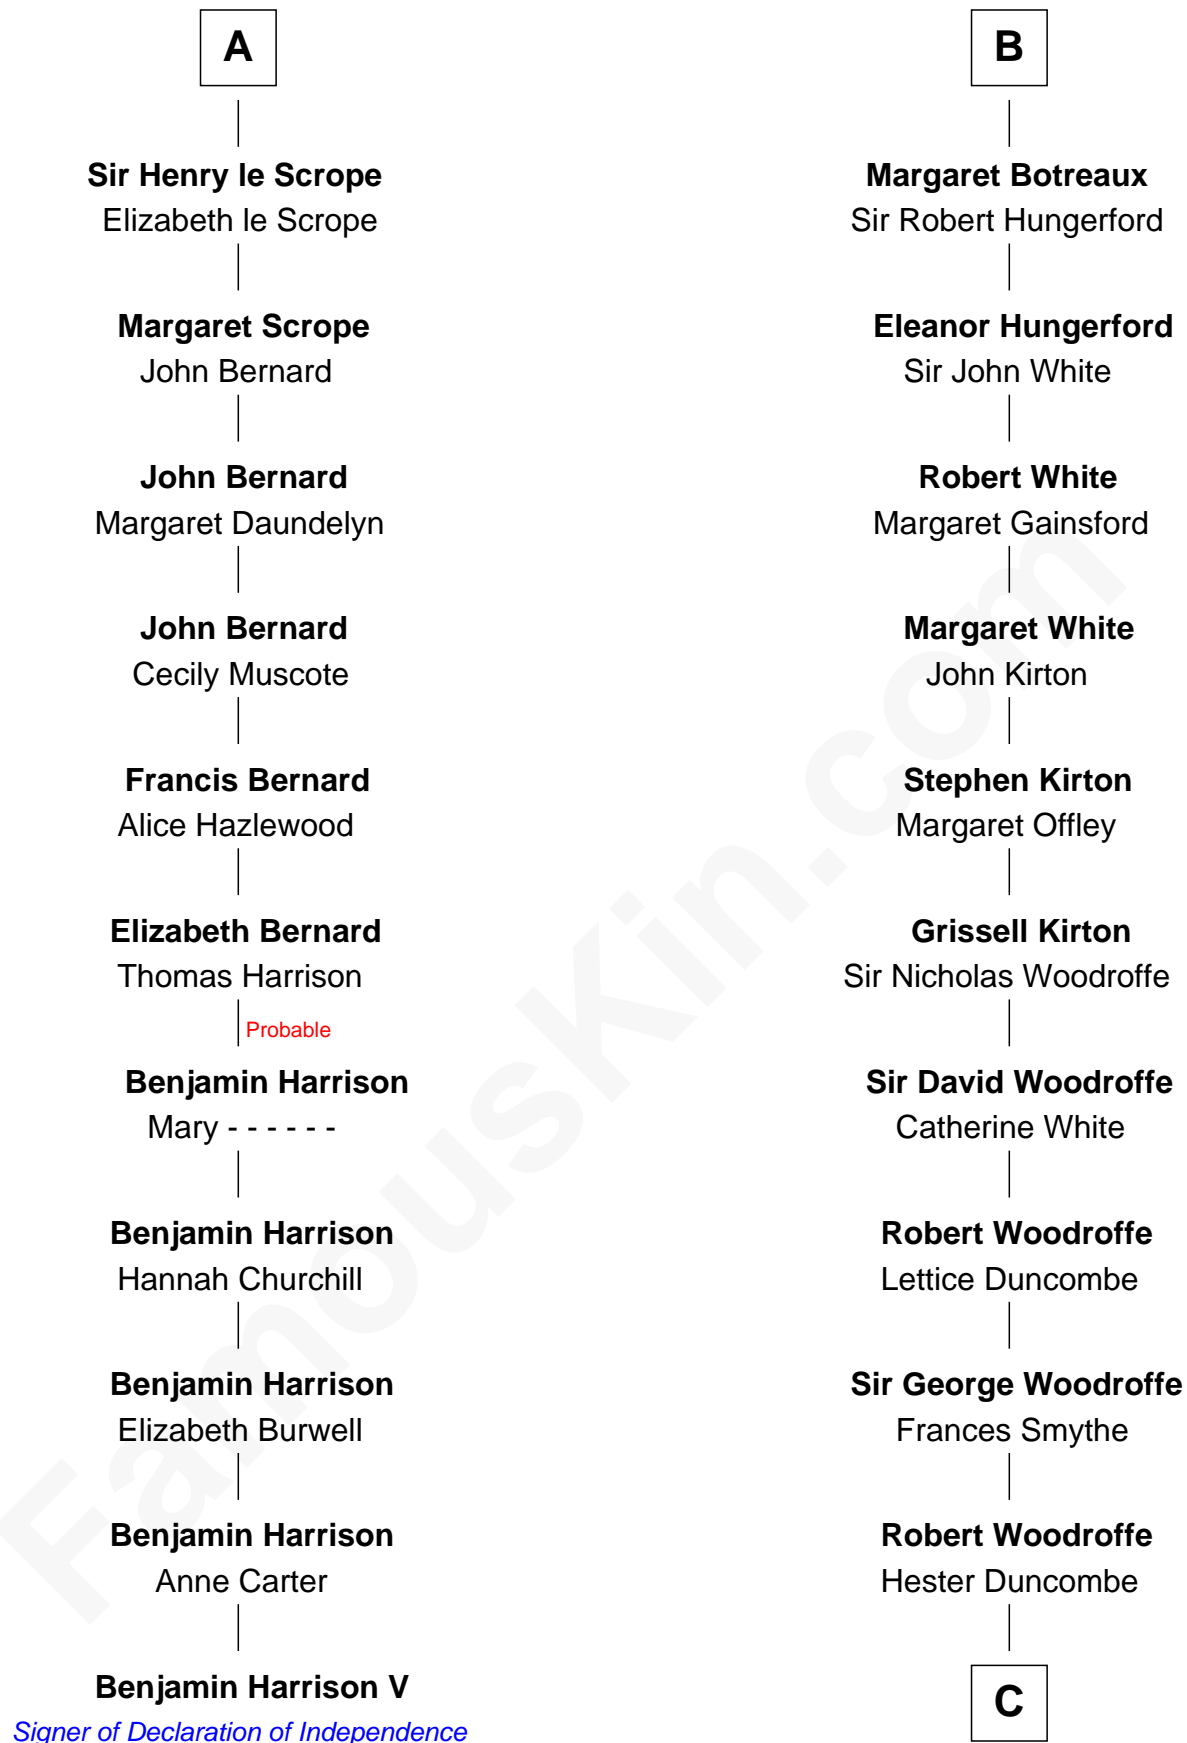 A
Sir Henry le Scrope
Elizabeth le Scrope
Margaret Scrope
John Bernard
John Bernard
Margaret Daundelyn
John Bernard
Cecily Muscote
Francis Bernard
Alice Hazlewood
Elizabeth Bernard
Thomas Harrison
Probable
Benjamin Harrison
Mary - - - - - -
Benjamin Harrison
Hannah Churchill
Benjamin Harrison
Elizabeth Burwell
Benjamin Harrison
Anne Carter
Benjamin Harrison V
Signer of Declaration of Independence
B
Margaret Botreaux
Sir Robert Hungerford
Eleanor Hungerford
Sir John White
Robert White
Margaret Gainsford
Margaret White
John Kirton
Stephen Kirton
Margaret Offley
Grissell Kirton
Sir Nicholas Woodroffe
Sir David Woodroffe
Catherine White
Robert Woodroffe
Lettice Duncombe
Sir George Woodroffe
Frances Smythe
Robert Woodroffe
Hester Duncombe
C
FamousKin.com